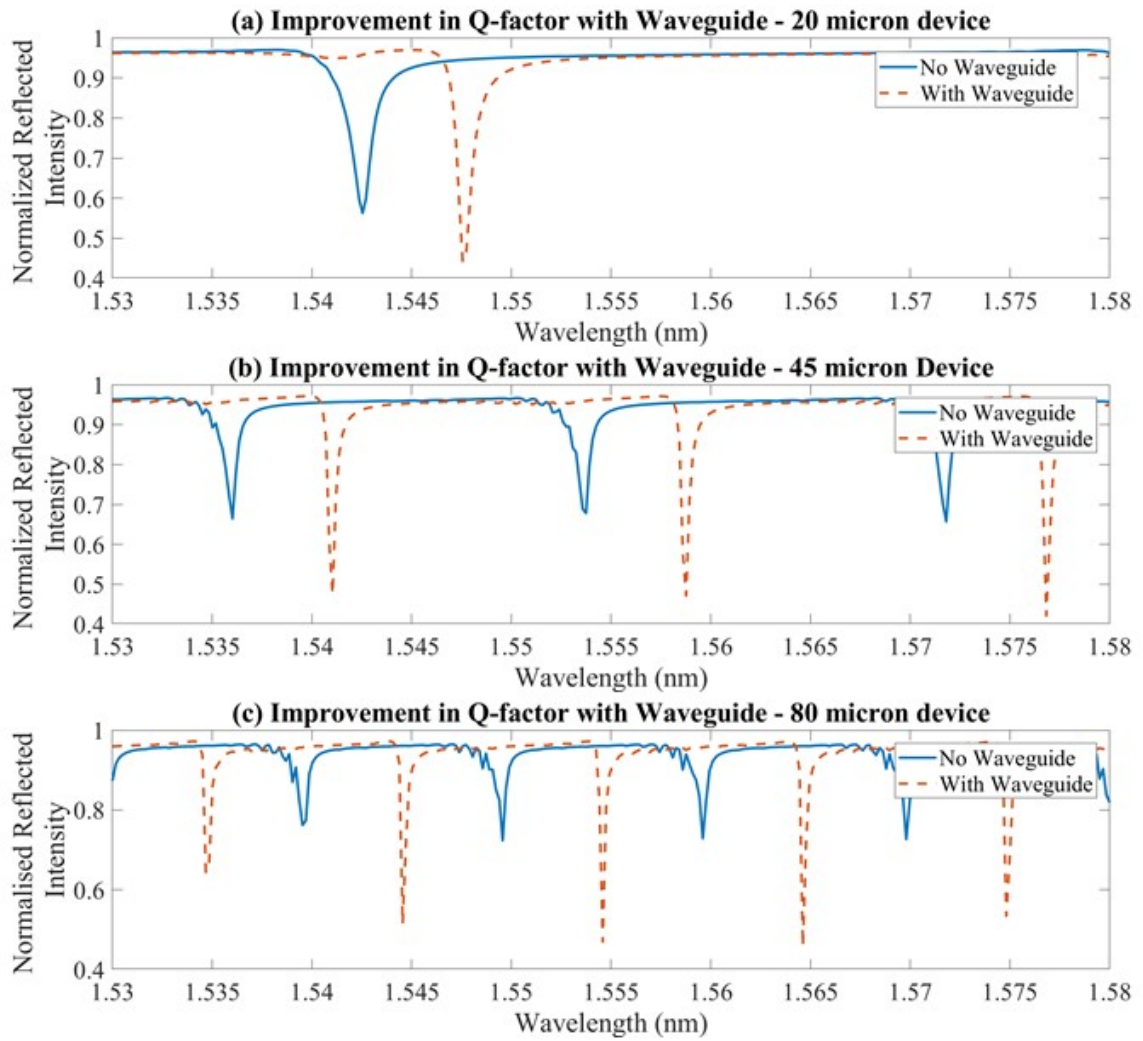 (a) Improvement in Q-factor with Waveguide - 20 micron device
Normalized Reflected
Intensity
1
0.9
0.8
0.7
0.6
0.5
0.4
No Waveguide
With Waveguide
1.53 1.535 1.54 1.545 1.55 1.555 1.56 1.565 1.57 1.575 1.58
Wavelength (nm)
(b) Improvement in Q-factor with Waveguide - 45 micron Device
Normalized Reflected
Intensity
1
0.9
0.8
0.7
0.6
0.5
0.4
No Waveguide
With Waveguide
1.53 1.535 1.54 1.545 1.55 1.555 1.56 1.565 1.57 1.575 1.58
Wavelength (nm)
(c) Improvement in Q-factor with Waveguide - 80 micron device
Normalised Reflected
Intensity
1
0.9
0.8
0.7
0.6
0.5
0.4
No Waveguide
With Waveguide
1.53 1.535 1.54 1.545 1.55 1.555 1.56 1.565 1.57 1.575 1.58
Wavelength (nm)